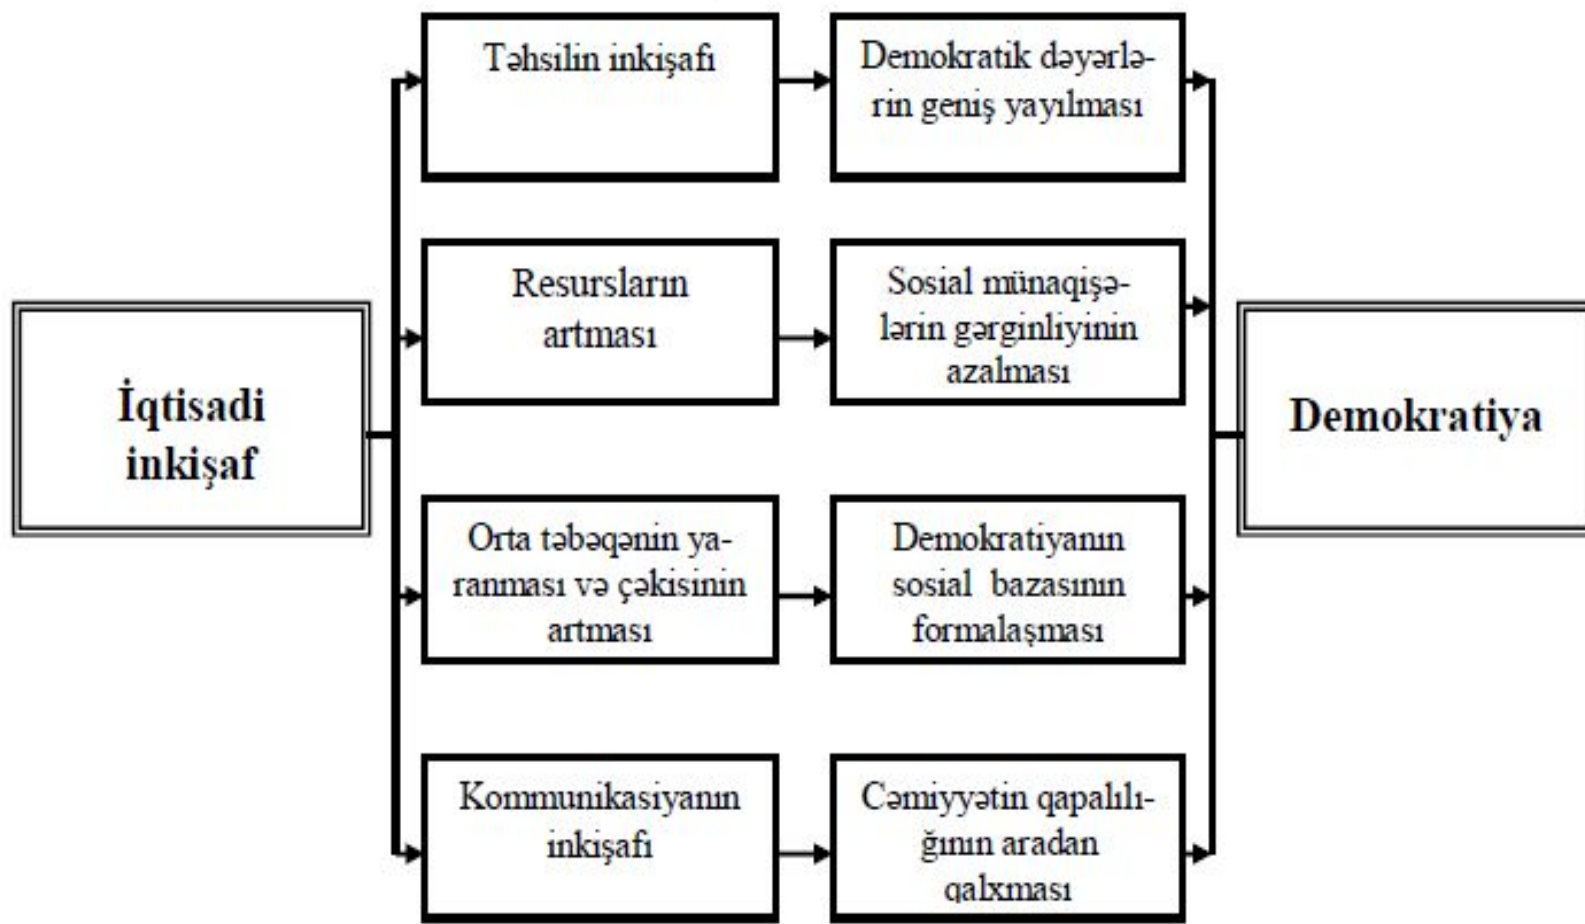 Təhsilin inkişafı
Demokratik dəyərlə-
rin geniş yayılması
Resursların
artması
Sosial münaqişə-
lərin gərginliyinin
azalması
İqtisadi
inkişaf
Demokratiya
Orta təbəqənin ya-
ranması və çəkisinin
artması
Demokratiyanın
sosial bazasının
formalaşması
Kommunikasiyanın
inkişafı
Cəmiyyətin qapalılı-
ğının aradan
qalxması